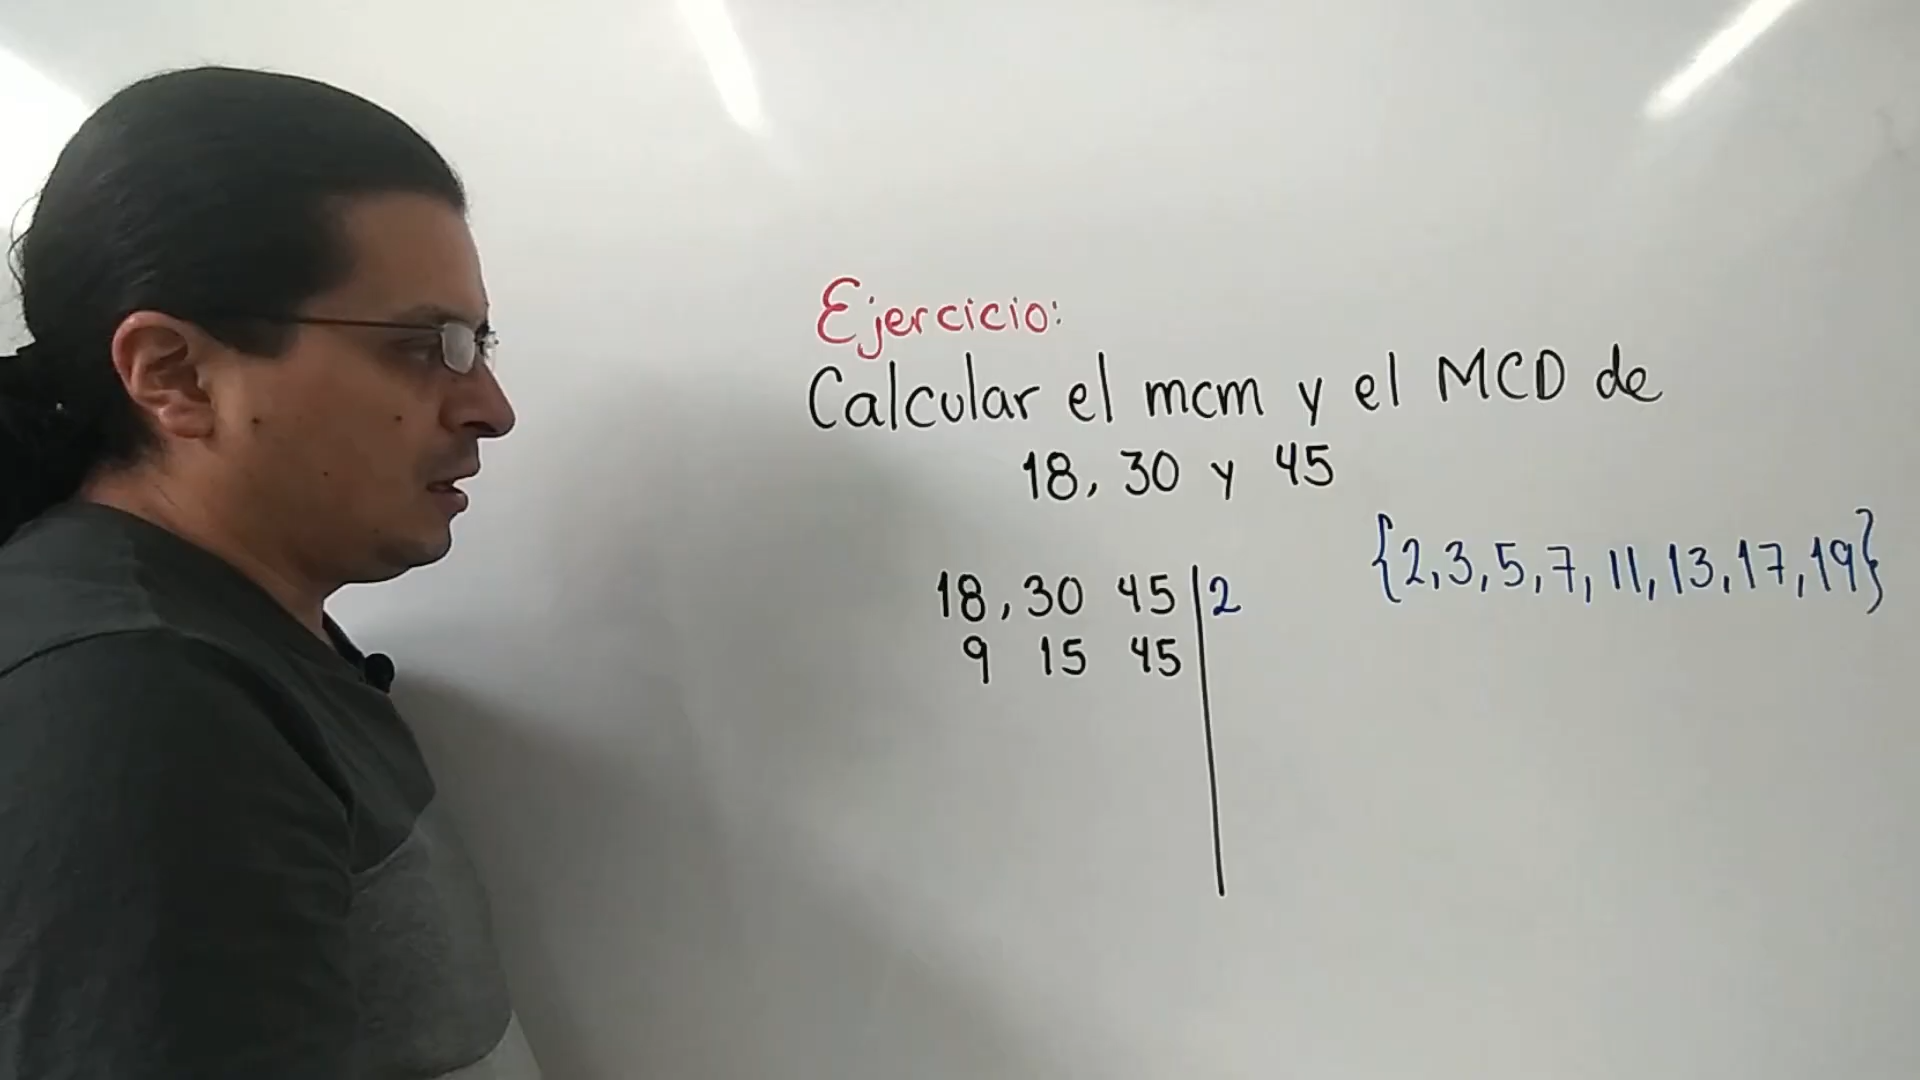 Ejercicio:
Calcular el mcm y el MCD de
18, 30 y 45
{2,3,5,7,11,13,17,19}
18, 30 45 | 2
9 15 45